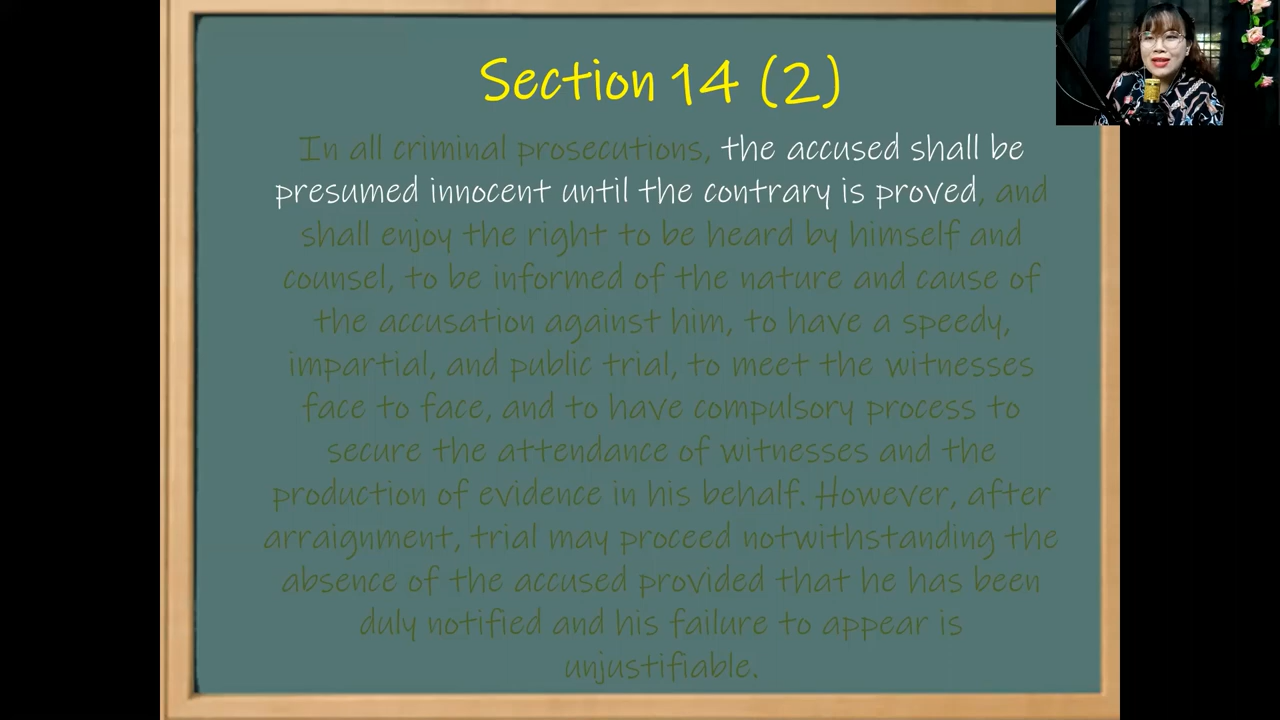 Section 14 (2)
In all criminal prosecutions, the accused shall be
presumed innocent until the contrary is proved, and
shall enjoy the right to be heard by himself and
counsel, to be informed of the nature and cause of
the accusation against him, to have a speedy,
impartial, and public trial, to meet the witnesses
face to face, and to have compulsory process to
secure the attendance of witnesses and the
production of evidence in his behalf. However, after
arraignment, trial may proceed notwithstanding the
absence of the accused provided that he has been
duly notified and his failure to appear is
unjustifiable.